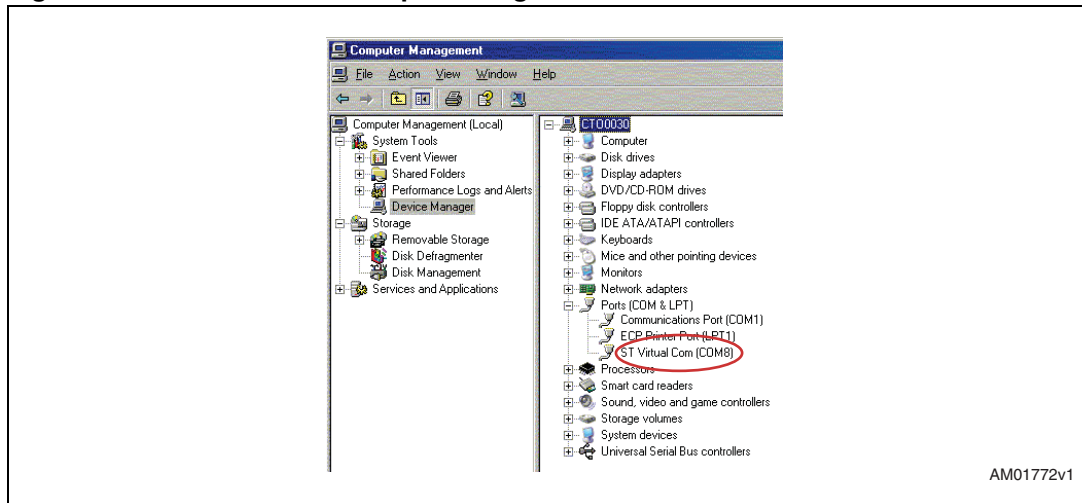 Computer Management
File Action View Window Help
Computer Management (Local)
System Tools
Event Viewer
Shared Folders
Performance Logs and Alerts
Device Manager
Storage
Removable Storage
Disk Defragmenter
Disk Management
Services and Applications
CTO0030
Computer
Disk drives
Display adapters
DVD/CD-ROM drives
Floppy disk controllers
IDE ATA/ATAPI controllers
Keyboards
Mice and other pointing devices
Monitors
Network adapters
Ports (COM & LPT)
Communications Port (COM1)
ECP Printer Port (LPT1)
ST Virtual Com (COM8)
Processors
Smart card readers
Sound, video and game controllers
Storage volumes
System devices
Universal Serial Bus controllers
AM01772v1